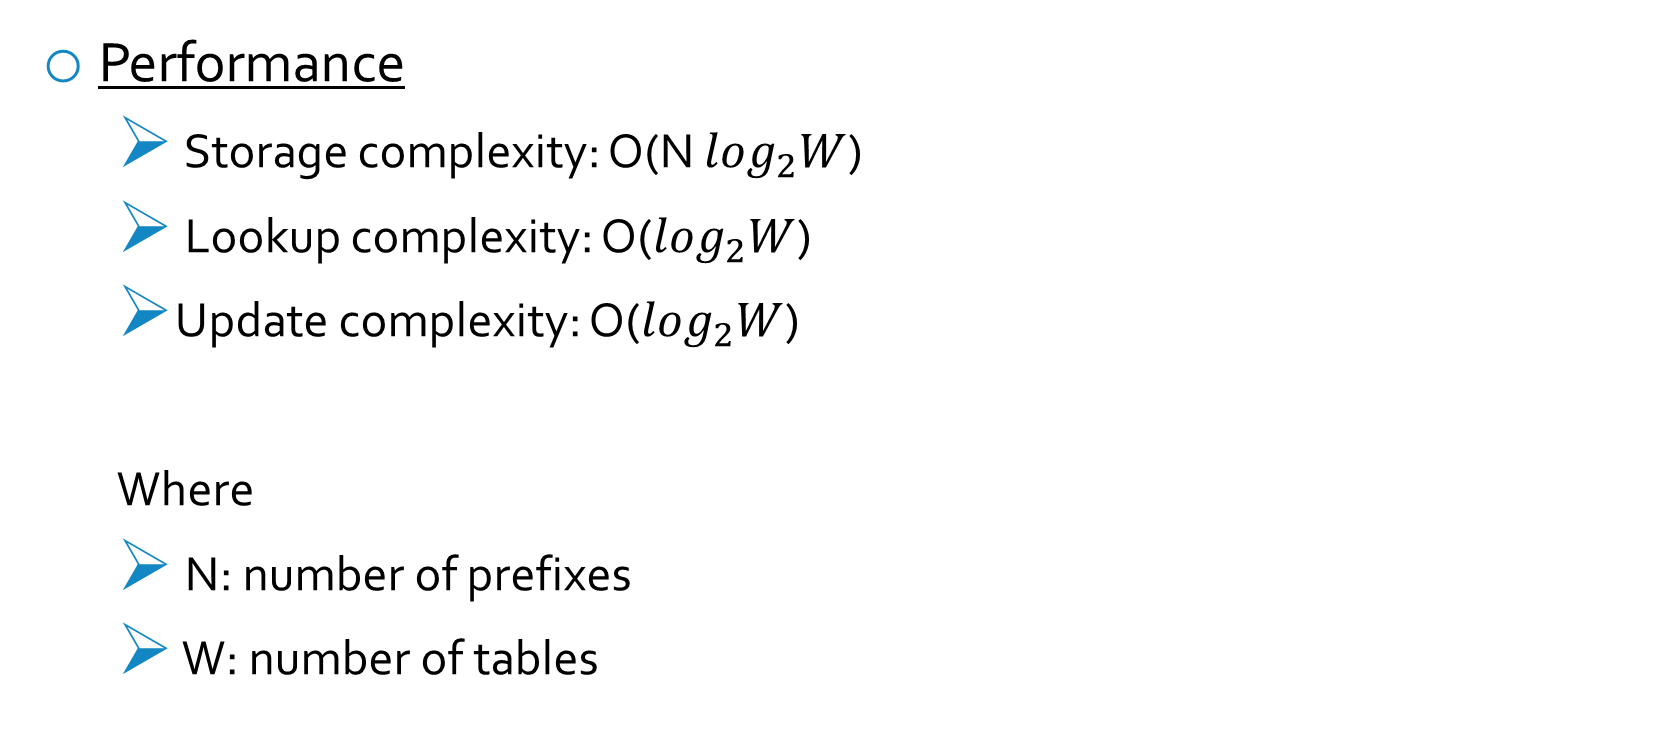 Performance
Storage complexity: O(N log₂W)
Lookup complexity: O(log₂W)
Update complexity: O(log₂W)
Where
N: number of prefixes
W: number of tables